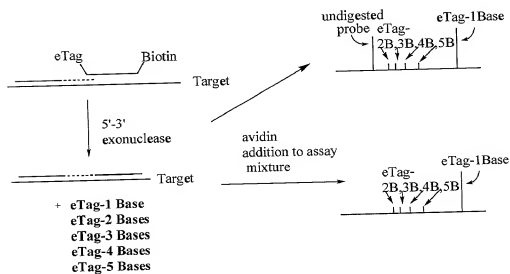 undigested
probe
eTag-
2B,3B,4B,5B
eTag-1Base
eTag
Biotin
Target
5'-3'
exonuclease
Target
+ eTag-1 Base
eTag-2 Bases
eTag-3 Bases
eTag-4 Bases
eTag-5 Bases
avidin
addition to assay
mixture
eTag-
2B,3B,4B,5B
eTag-1Base